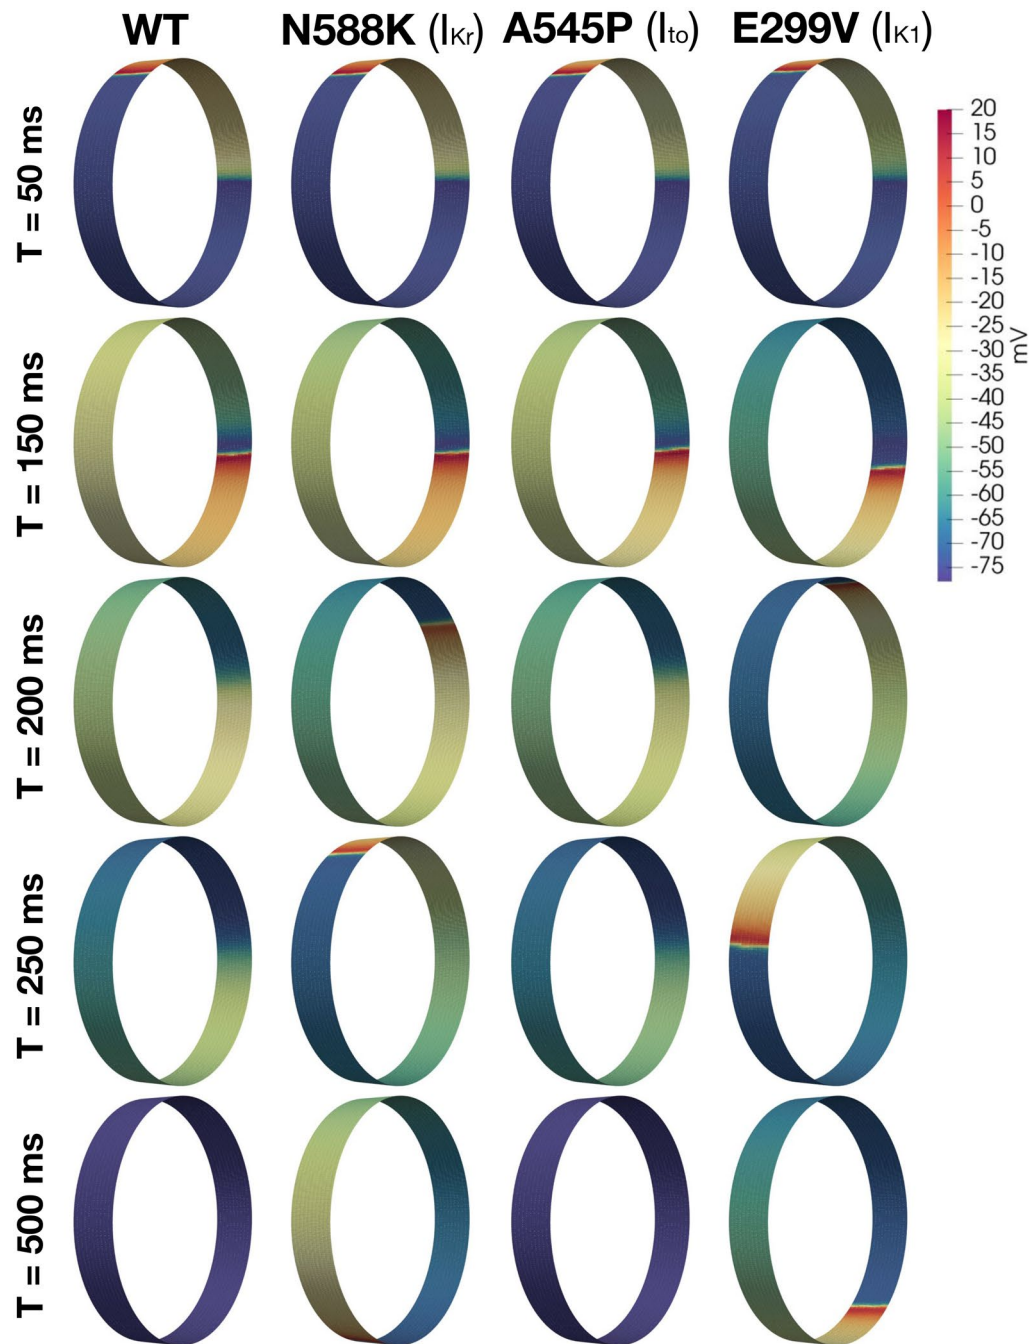 WT N588K (IKr) A545P (Ito) E299V (IK1)
T = 50 ms
20
15
10
5
0
-5
-10
-15
-20
-25
-30
-35
-40
-45
-50
-55
-60
-65
-70
-75
mV
T = 150 ms
T = 200 ms
T = 250 ms
T = 500 ms